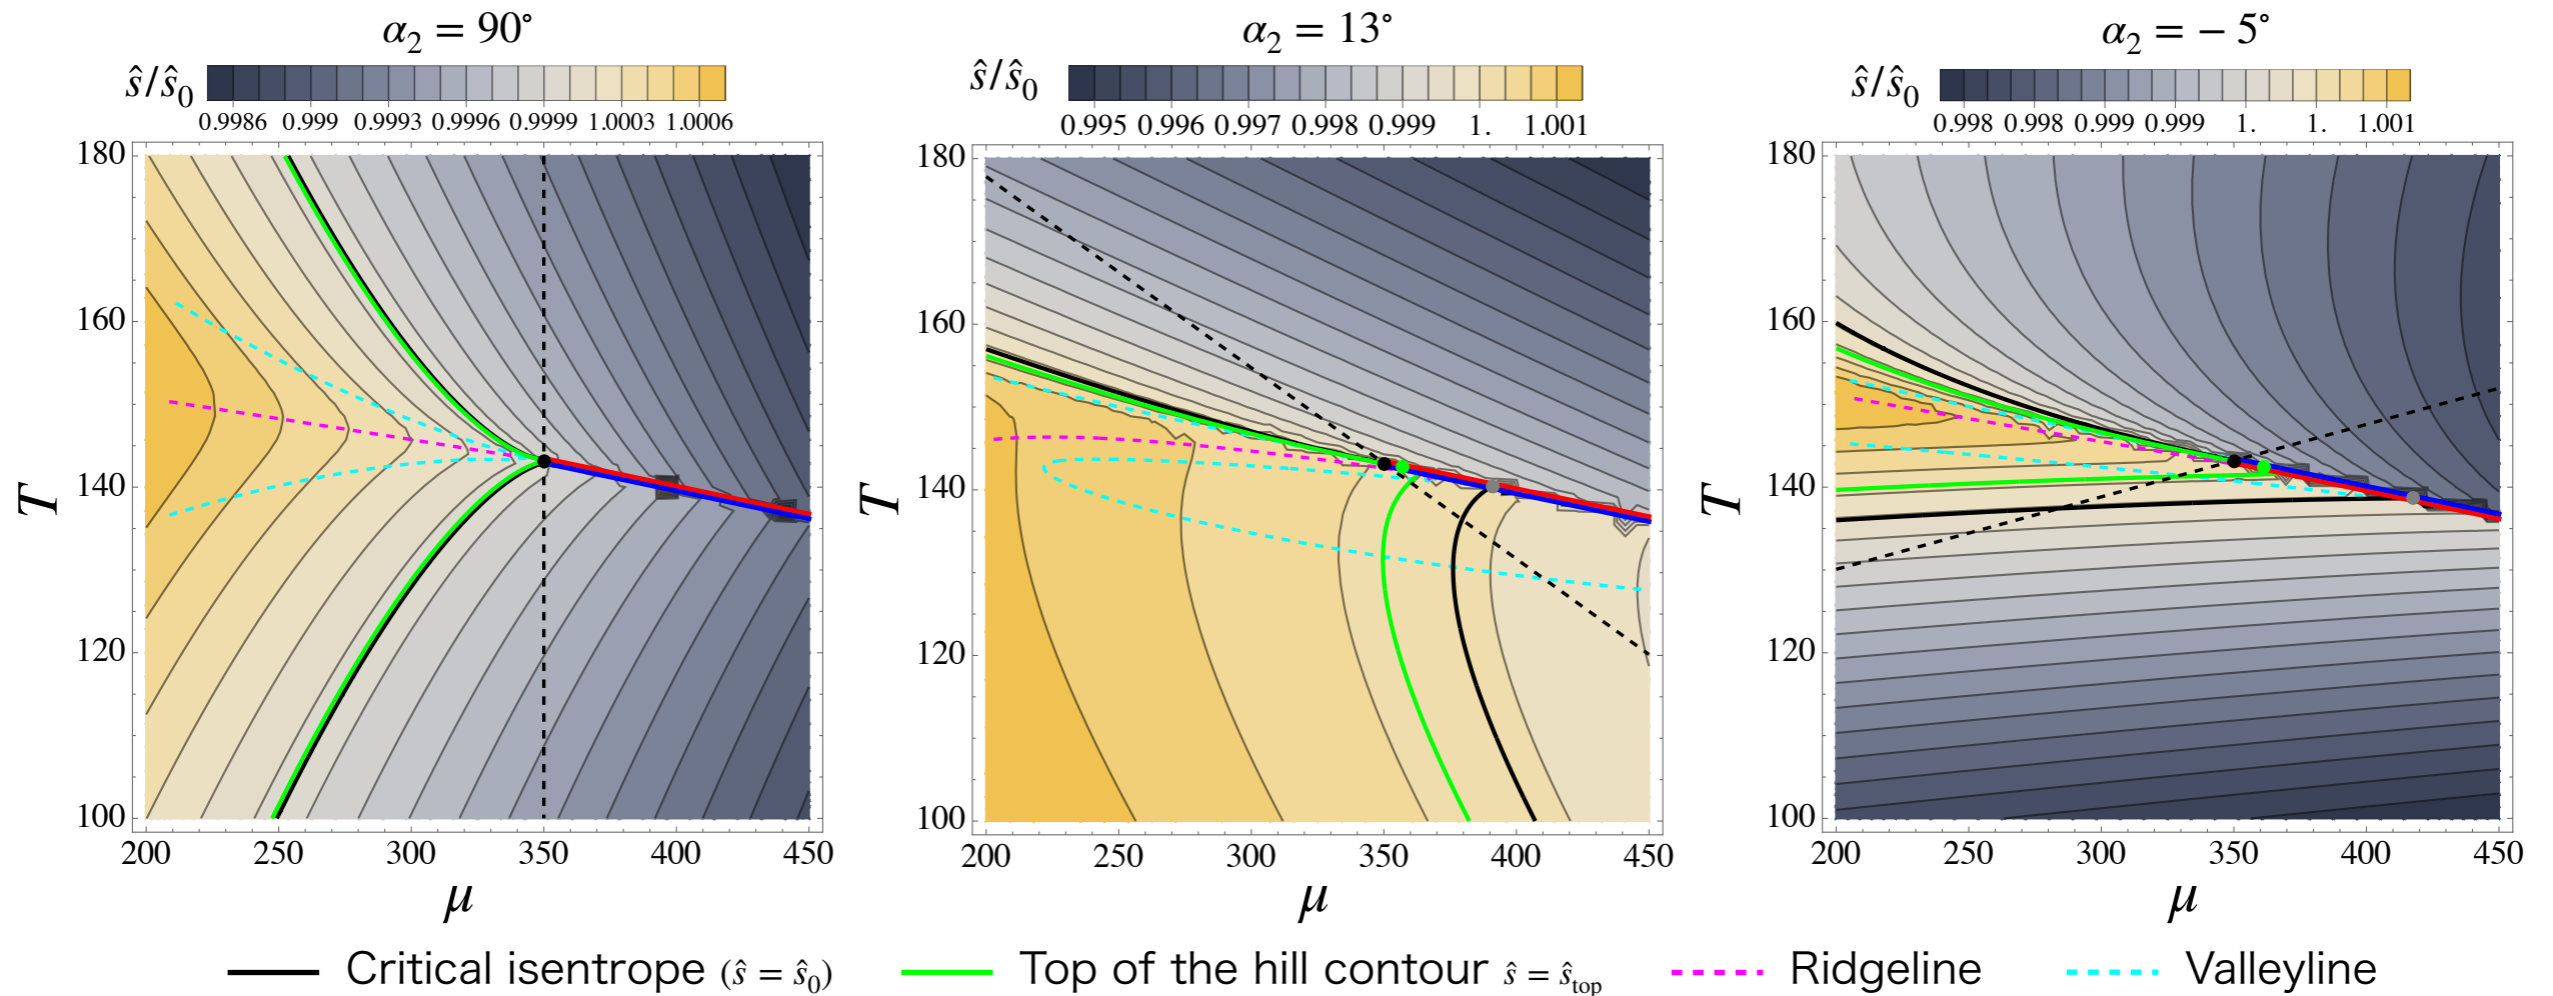 α₂ = 90° α₂ = 13° α₂ = − 5°
ŝ/ŝ₀ ŝ/ŝ₀ ŝ/ŝ₀
0.9986 0.999 0.9993 0.9996 0.9999 1.0003 1.0006
0.995 0.996 0.997 0.998 0.999 1. 1.001
0.998 0.998 0.999 0.999 1. 1. 1.001
180 180 180
160 160 160
T 140 T 140 T 140
120 120 120
100 100 100
200 250 300 350 400 450 200 250 300 350 400 450 200 250 300 350 400 450
μ μ μ
Critical isentrope (ŝ = ŝ₀) Top of the hill contour ŝ = ŝ_top Ridgeline Valleyline